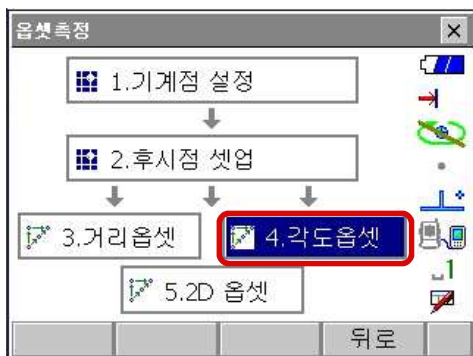 옵셋측정
1.기계점 설정
2.후시점 셋업
3.거리옵셋 4.각도옵셋
5.2D 옵셋
1
뒤로